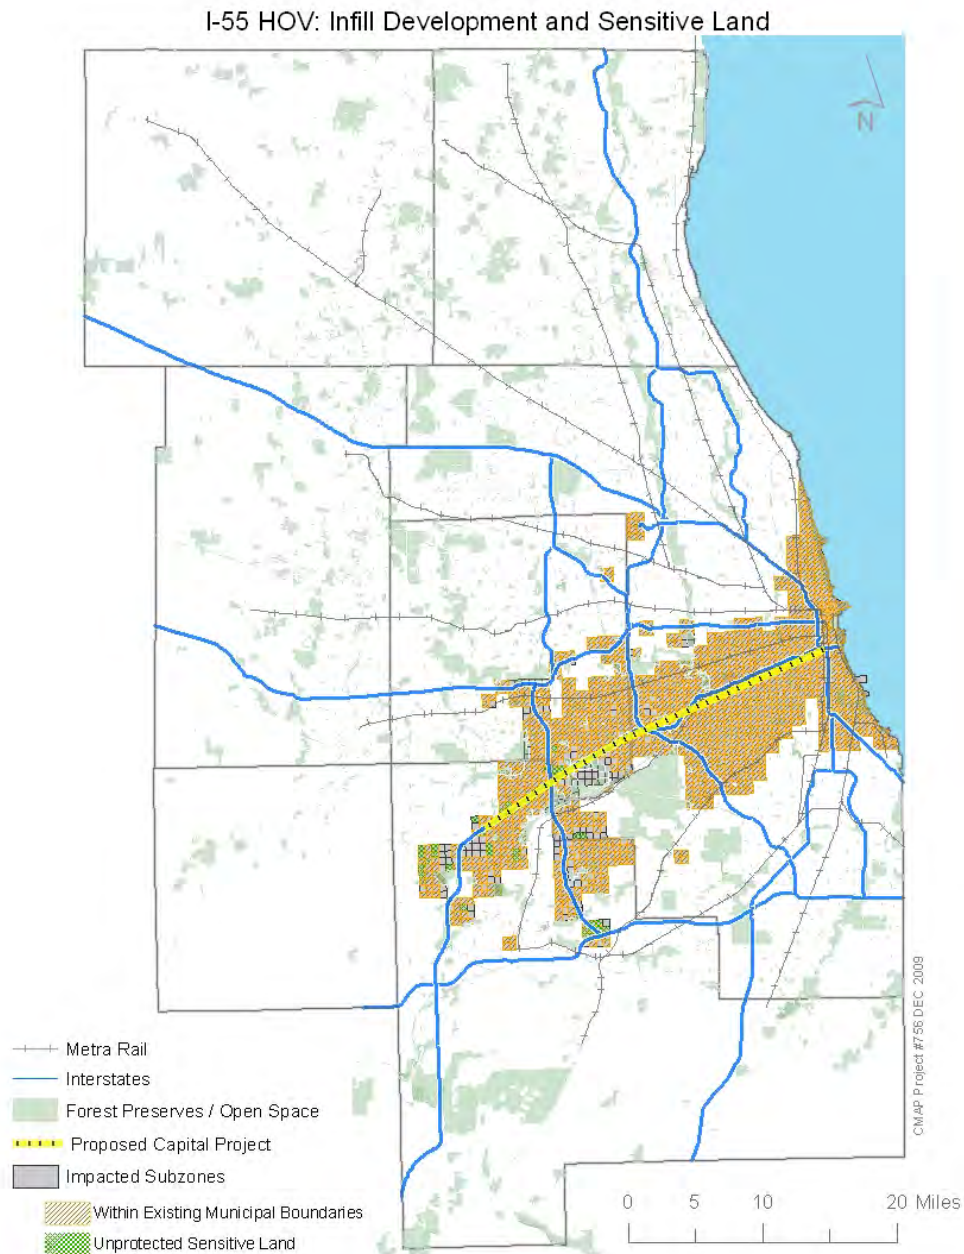 I-55 HOV: Infill Development and Sensitive Land
N
CMAP Project #756 DEC 2009
Metra Rail
Interstates
Forest Preserves / Open Space
Proposed Capital Project
Impacted Subzones
Within Existing Municipal Boundaries
Unprotected Sensitive Land
0 5 10 20 Miles